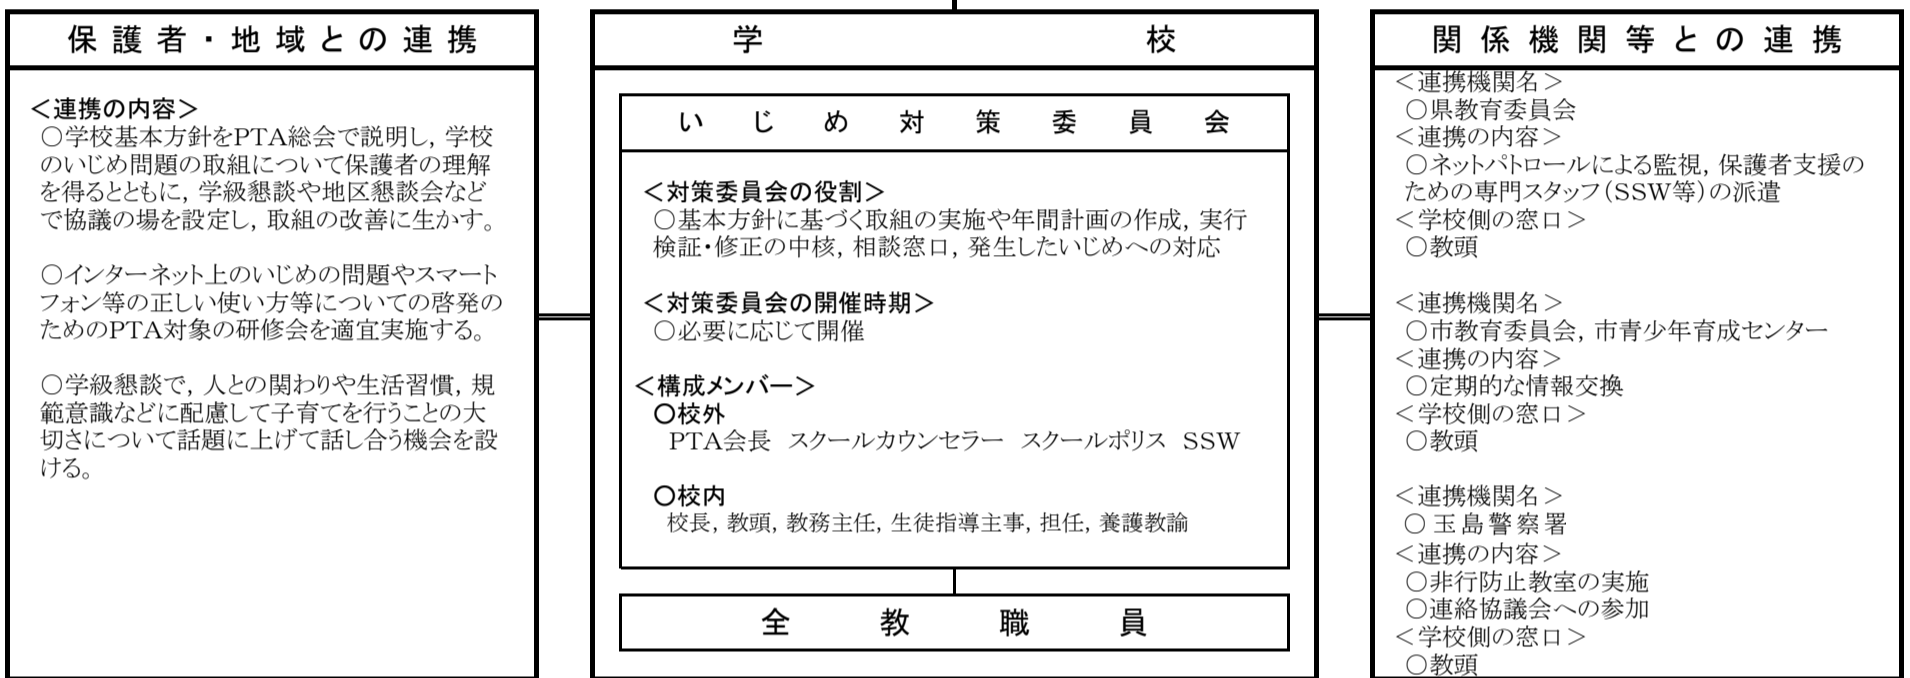 保護者・地域との連携
<連携の内容>
○学校基本方針をPTA総会で説明し,学校
のいじめ問題の取組について保護者の理解
を得るとともに,学級懇談や地区懇談会など
で協議の場を設定し,取組の改善に生かす。
○インターネット上のいじめの問題やスマート
フォン等の正しい使い方等についての啓発の
ためのPTA対象の研修会を適宜実施する。
○学級懇談で,人との関わりや生活習慣,規
範意識などに配慮して子育てを行うことの大
切さについて話題に上げて話し合う機会を設
ける。
学校
いじめ対策委員会
<対策委員会の役割>
○基本方針に基づく取組の実施や年間計画の作成,実行
検証・修正の中核,相談窓口,発生したいじめへの対応
<対策委員会の開催時期>
○必要に応じて開催
<構成メンバー>
○校外
PTA会長 スクールカウンセラー スクールポリス SSW
○校内
校長,教頭,教務主任,生徒指導主事,担任,養護教諭
全教職員
関係機関等との連携
<連携機関名>
○県教育委員会
<連携の内容>
○ネットパトロールによる監視,保護者支援の
ための専門スタッフ(SSW等)の派遣
<学校側の窓口>
○教頭
<連携機関名>
○市教育委員会,市青少年育成センター
<連携の内容>
○定期的な情報交換
<学校側の窓口>
○教頭
<連携機関名>
○玉島警察署
<連携の内容>
○非行防止教室の実施
○連絡協議会への参加
<学校側の窓口>
○教頭